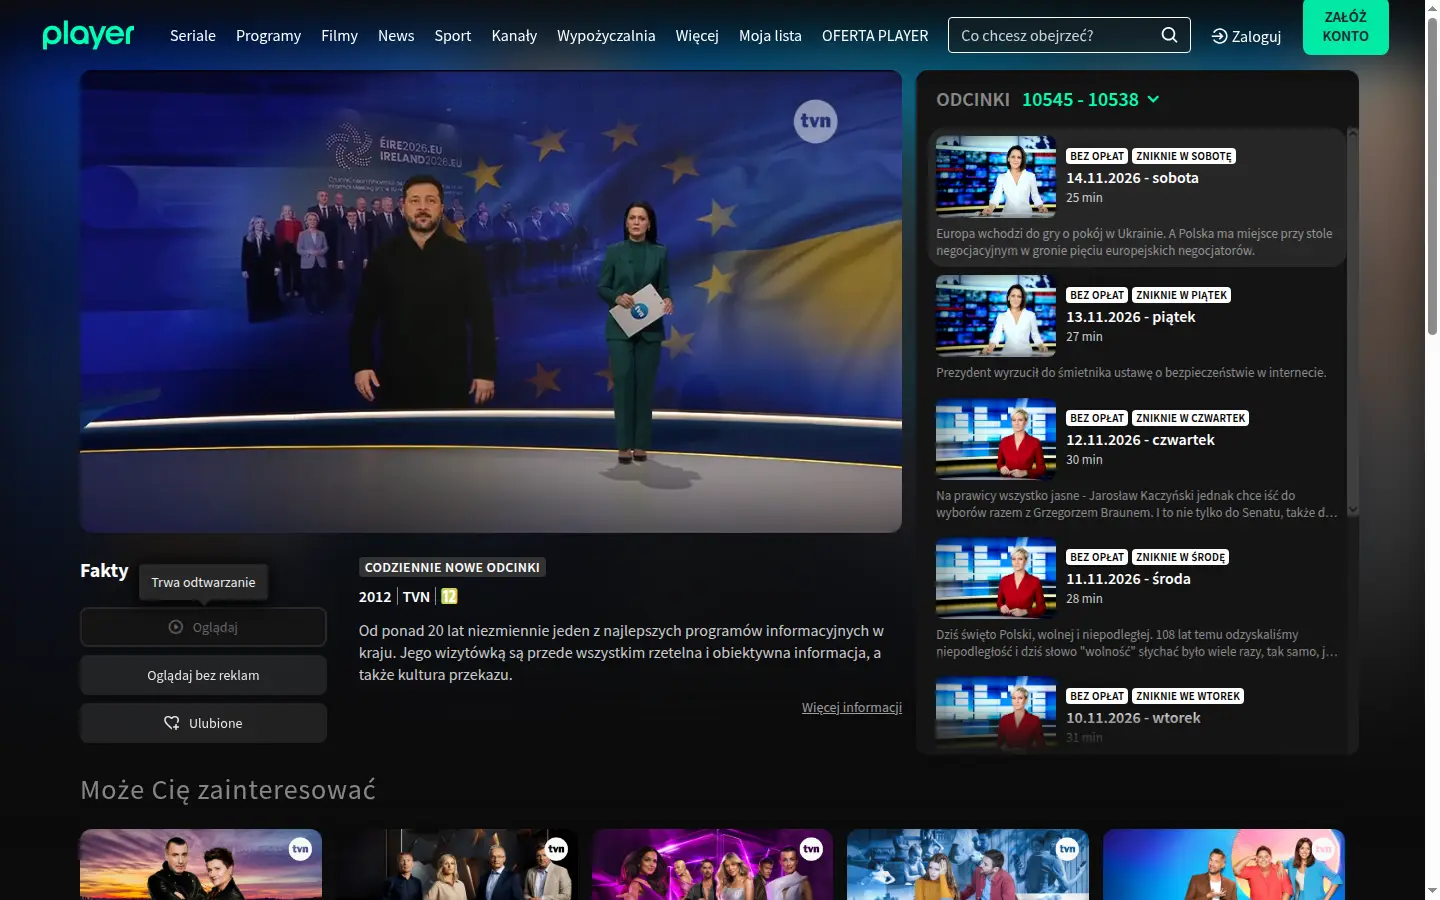 player
Seriale
Programy
Filmy
News
Sport
Kanały
Wypożyczalnia
Więcej
Moja lista
OFERTA PLAYER
Co chcesz obejrzeć?
Zaloguj
ZAŁÓŻ
KONTO
ÉIRE2026.EU
IRELAND2026.EU
tvn
tvn
Fakty
Trwa odtwarzanie
Oglądaj
Oglądaj bez reklam
Ulubione
CODZIENNIE NOWE ODCINKI
2012 TVN 12
Od ponad 20 lat niezmiennie jeden z najlepszych programów informacyjnych w
kraju. Jego wizytówką są przede wszystkim rzetelna i obiektywna informacja, a
także kultura przekazu.
Więcej informacji
ODCINKI 10545 - 10538
BEZ OPŁAT ZNIKNIE W SOBOTĘ
14.11.2026 - sobota
25 min
Europa wchodzi do gry o pokój w Ukrainie. A Polska ma miejsce przy stole
negocjacyjnym w gronie pięciu europejskich negocjatorów.
BEZ OPŁAT ZNIKNIE W PIĄTEK
13.11.2026 - piątek
27 min
Prezydent wyrzucił do śmietnika ustawę o bezpieczeństwie w internecie.
BEZ OPŁAT ZNIKNIE W CZWARTEK
12.11.2026 - czwartek
30 min
Na prawicy wszystko jasne - Jarosław Kaczyński jednak chce iść do
wyborów razem z Grzegorzem Braunem. I to nie tylko do Senatu, także d...
BEZ OPŁAT ZNIKNIE W ŚRODĘ
11.11.2026 - środa
28 min
Dziś święto Polski, wolnej i niepodległej. 108 lat temu odzyskaliśmy
niepodległość i dziś słowo "wolność" słychać było wiele razy, tak samo, j...
BEZ OPŁAT ZNIKNIE WE WTOREK
10.11.2026 - wtorek
31 min
Może Cię zainteresować
tvn
tvn
tvn
tvn
tvn